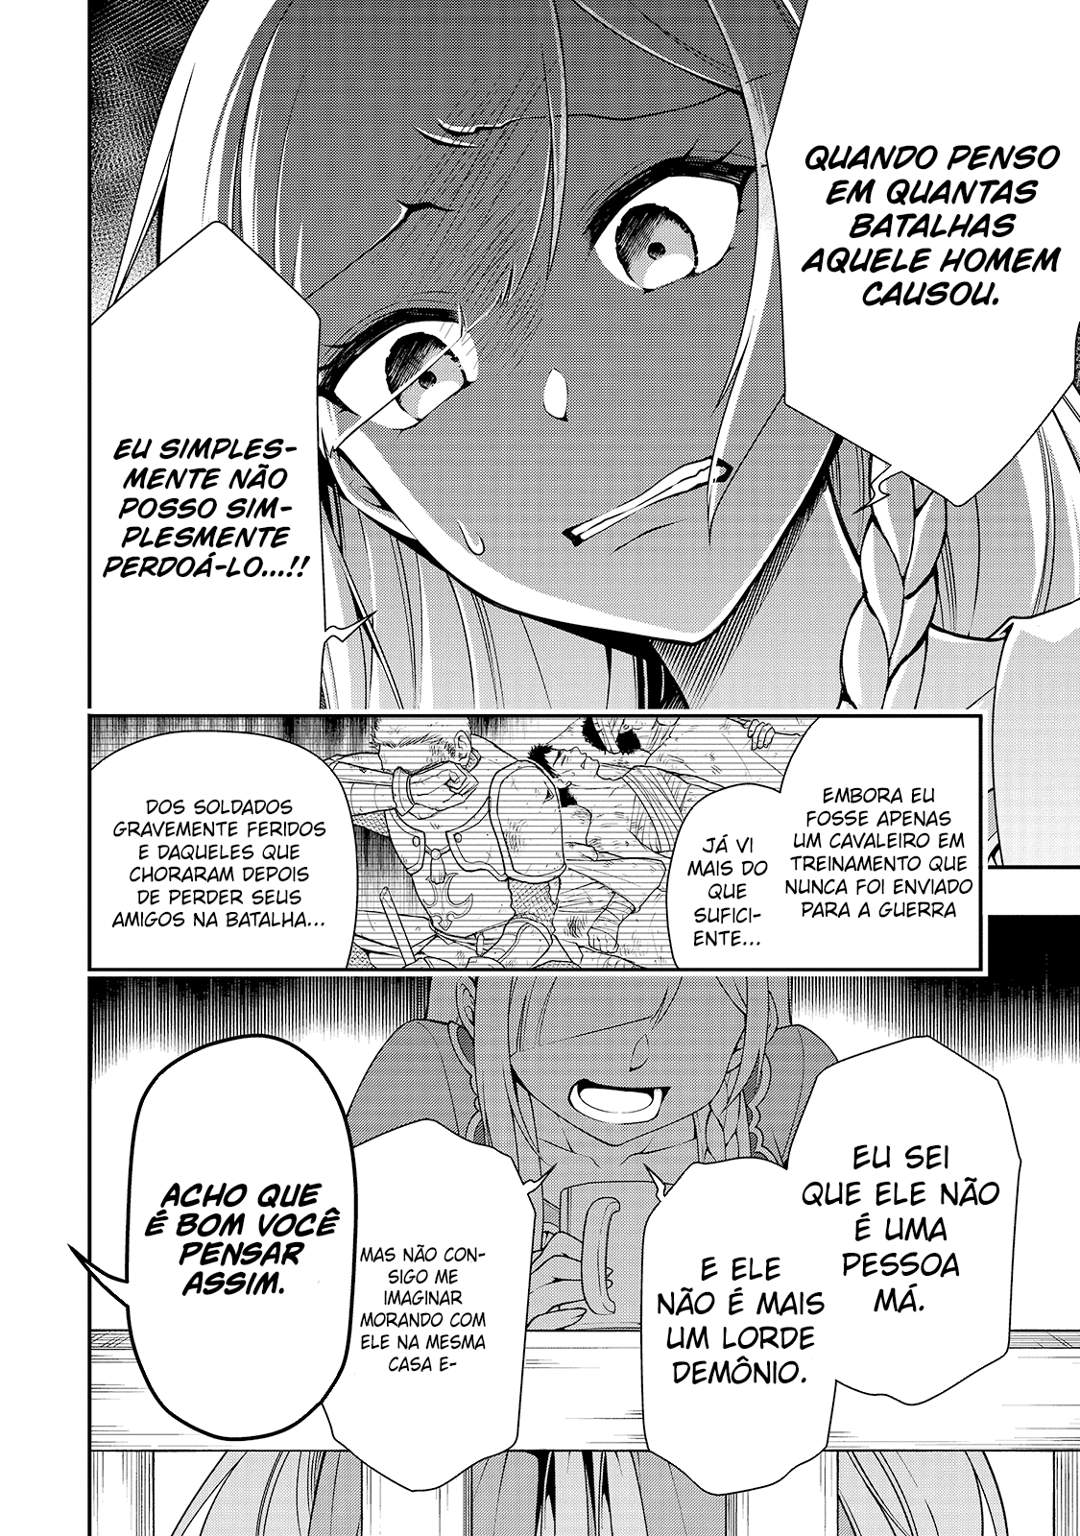 QUANDO PENSO
EM QUANTAS
BATALHAS
AQUELE HOMEM
CAUSOU.
EU SIMPLES-
MENTE NÃO
POSSO SIM-
PLESMENTE
PERDOÁ-LO...!!
EMBORA EU
FOSSE APENAS
UM CAVALEIRO EM
TREINAMENTO QUE
NUNCA FOI ENVIADO
PARA A GUERRA
JÁ VI
MAIS DO
QUE
SUFICI-
ENTE...
DOS SOLDADOS
GRAVEMENTE FERIDOS
E DAQUELES QUE
CHORARAM DEPOIS
DE PERDER SEUS
AMIGOS NA BATALHA...
EU SEI
QUE ELE NÃO
É UMA
PESSOA
MÁ.
E ELE
NÃO É MAIS
UM LORDE
DEMÔNIO.
MAS NÃO CON-
SIGO ME
IMAGINAR
MORANDO COM
ELE NA MESMA
CASA E-
ACHO QUE
É BOM VOCÊ
PENSAR
ASSIM.